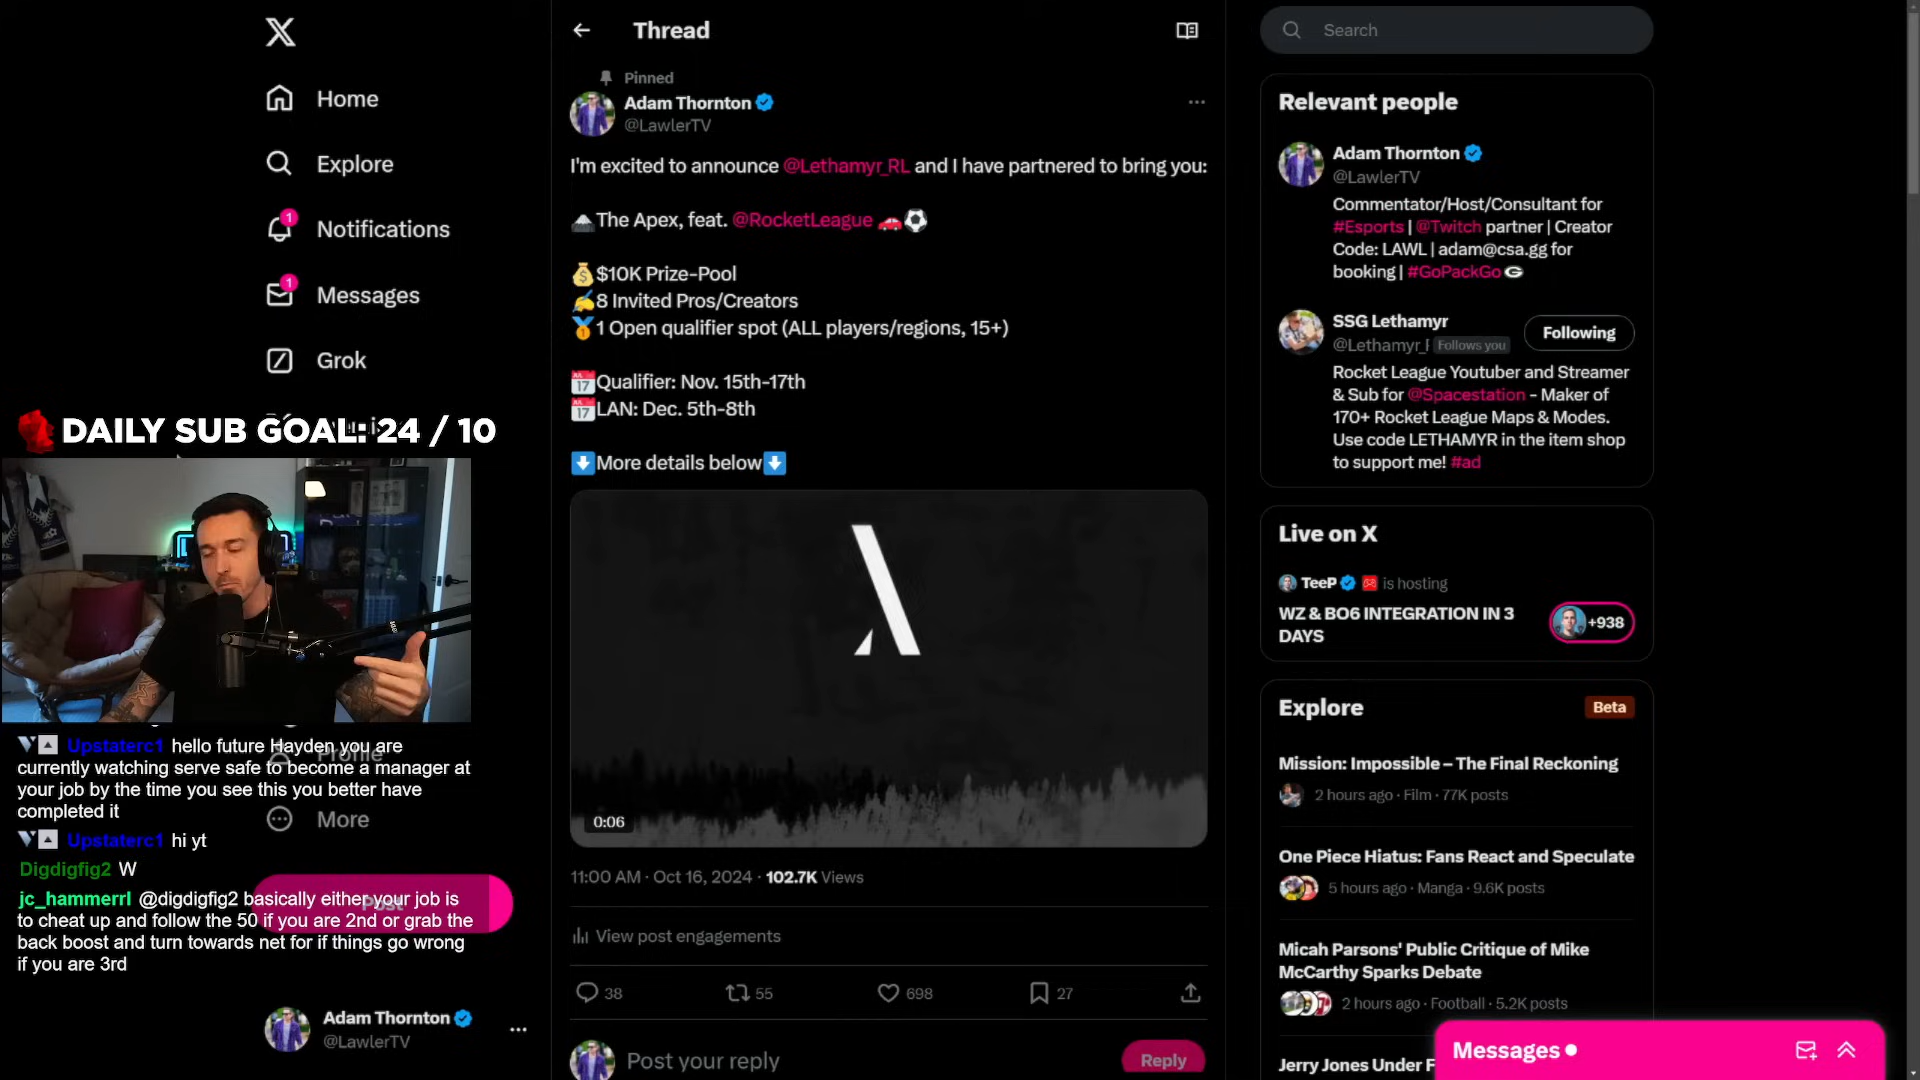 Home
Explore
Notifications
1
Messages
1
Grok
DAILY SUB GOAL: 24 / 10
Upstaterc1 hello future Hayden you are
currently watching serve safe to become a manager at
your job by the time you see this you better have
completed it
Profile
More
Upstaterc1 hi yt
Digdigfig2 W
jc_hammerrl @digdigfig2 basically either your job is
to cheat up and follow the 50 if you are 2nd or grab the
back boost and turn towards net for if things go wrong
if you are 3rd
Post
Adam Thornton
@LawlerTV
Thread
Pinned
Adam Thornton
@LawlerTV
I'm excited to announce @Lethamyr_RL and I have partnered to bring you:
The Apex, feat. @RocketLeague 🚗⚽
💰$10K Prize-Pool
✍️8 Invited Pros/Creators
🥇1 Open qualifier spot (ALL players/regions, 15+)
📅Qualifier: Nov. 15th-17th
📅LAN: Dec. 5th-8th
⬇️More details below⬇️
0:06
11:00 AM · Oct 16, 2024 · 102.7K Views
View post engagements
38 55 698 27
Post your reply
Reply
Search
Relevant people
Adam Thornton
@LawlerTV
Commentator/Host/Consultant for
#Esports | @Twitch partner | Creator
Code: LAWL | adam@csa.gg for
booking | #GoPackGo
SSG Lethamyr
@Lethamyr_ Follows you
Following
Rocket League Youtuber and Streamer
& Sub for @Spacestation - Maker of
170+ Rocket League Maps & Modes.
Use code LETHAMYR in the item shop
to support me! #ad
Live on X
TeeP is hosting
WZ & BO6 INTEGRATION IN 3
DAYS
+938
Explore
Beta
Mission: Impossible – The Final Reckoning
2 hours ago · Film · 77K posts
One Piece Hiatus: Fans React and Speculate
5 hours ago · Manga · 9.6K posts
Micah Parsons' Public Critique of Mike
McCarthy Sparks Debate
2 hours ago · Football · 5.2K posts
Jerry Jones Under
Messages